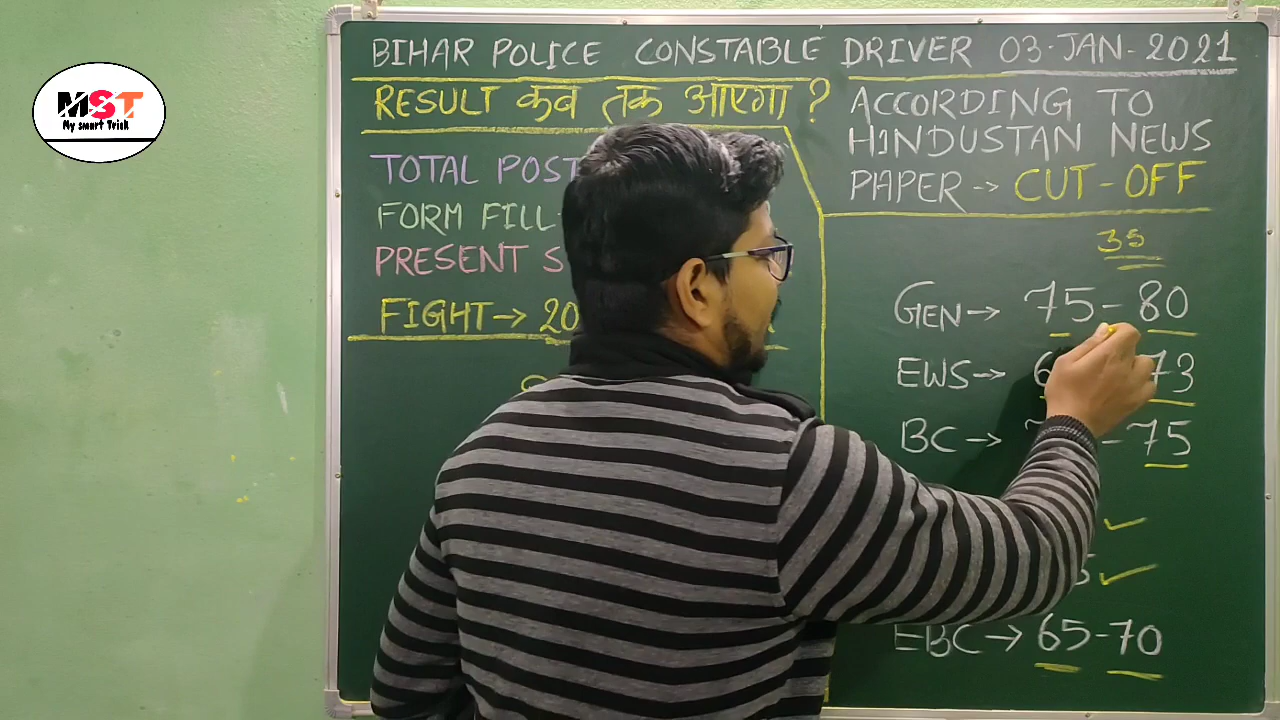 MST
My smart Trick
BIHAR POLICE CONSTABLE DRIVER 03-JAN-2021
RESULT कब तक आएगा ?
TOTAL POST
FORM FILL
PRESENT S
FIGHT→ 20
ACCORDING TO
HINDUSTAN NEWS
PAPER-> CUT-OFF
35
GEN→ 75-80
EWS→ 73
BC→ -75
EBC→ 65-70